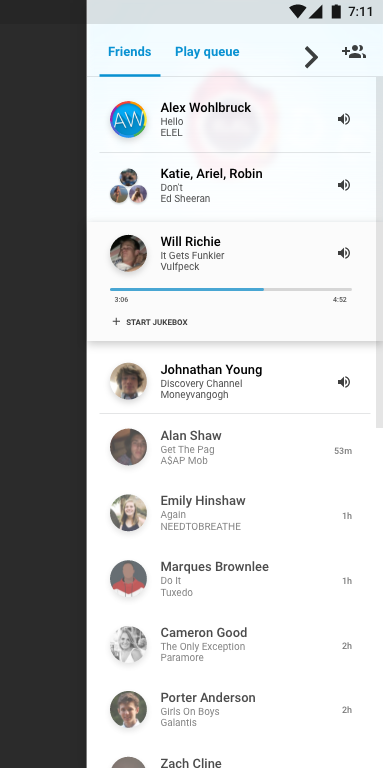 7:11
Friends Play queue
AW
Alex Wohlbruck
Hello
ELEL
Katie, Ariel, Robin
Don't
Ed Sheeran
Will Richie
It Gets Funkier
Vulfpeck
3:06 4:52
+ START JUKEBOX
Johnathan Young
Discovery Channel
Moneyvangogh
Alan Shaw
Get The Pag
A$AP Mob
53m
Emily Hinshaw
Again
NEEDTOBREATHE
1h
Marques Brownlee
Do It
Tuxedo
1h
Cameron Good
The Only Exception
Paramore
2h
Porter Anderson
Girls On Boys
Galantis
2h
Zach Cline